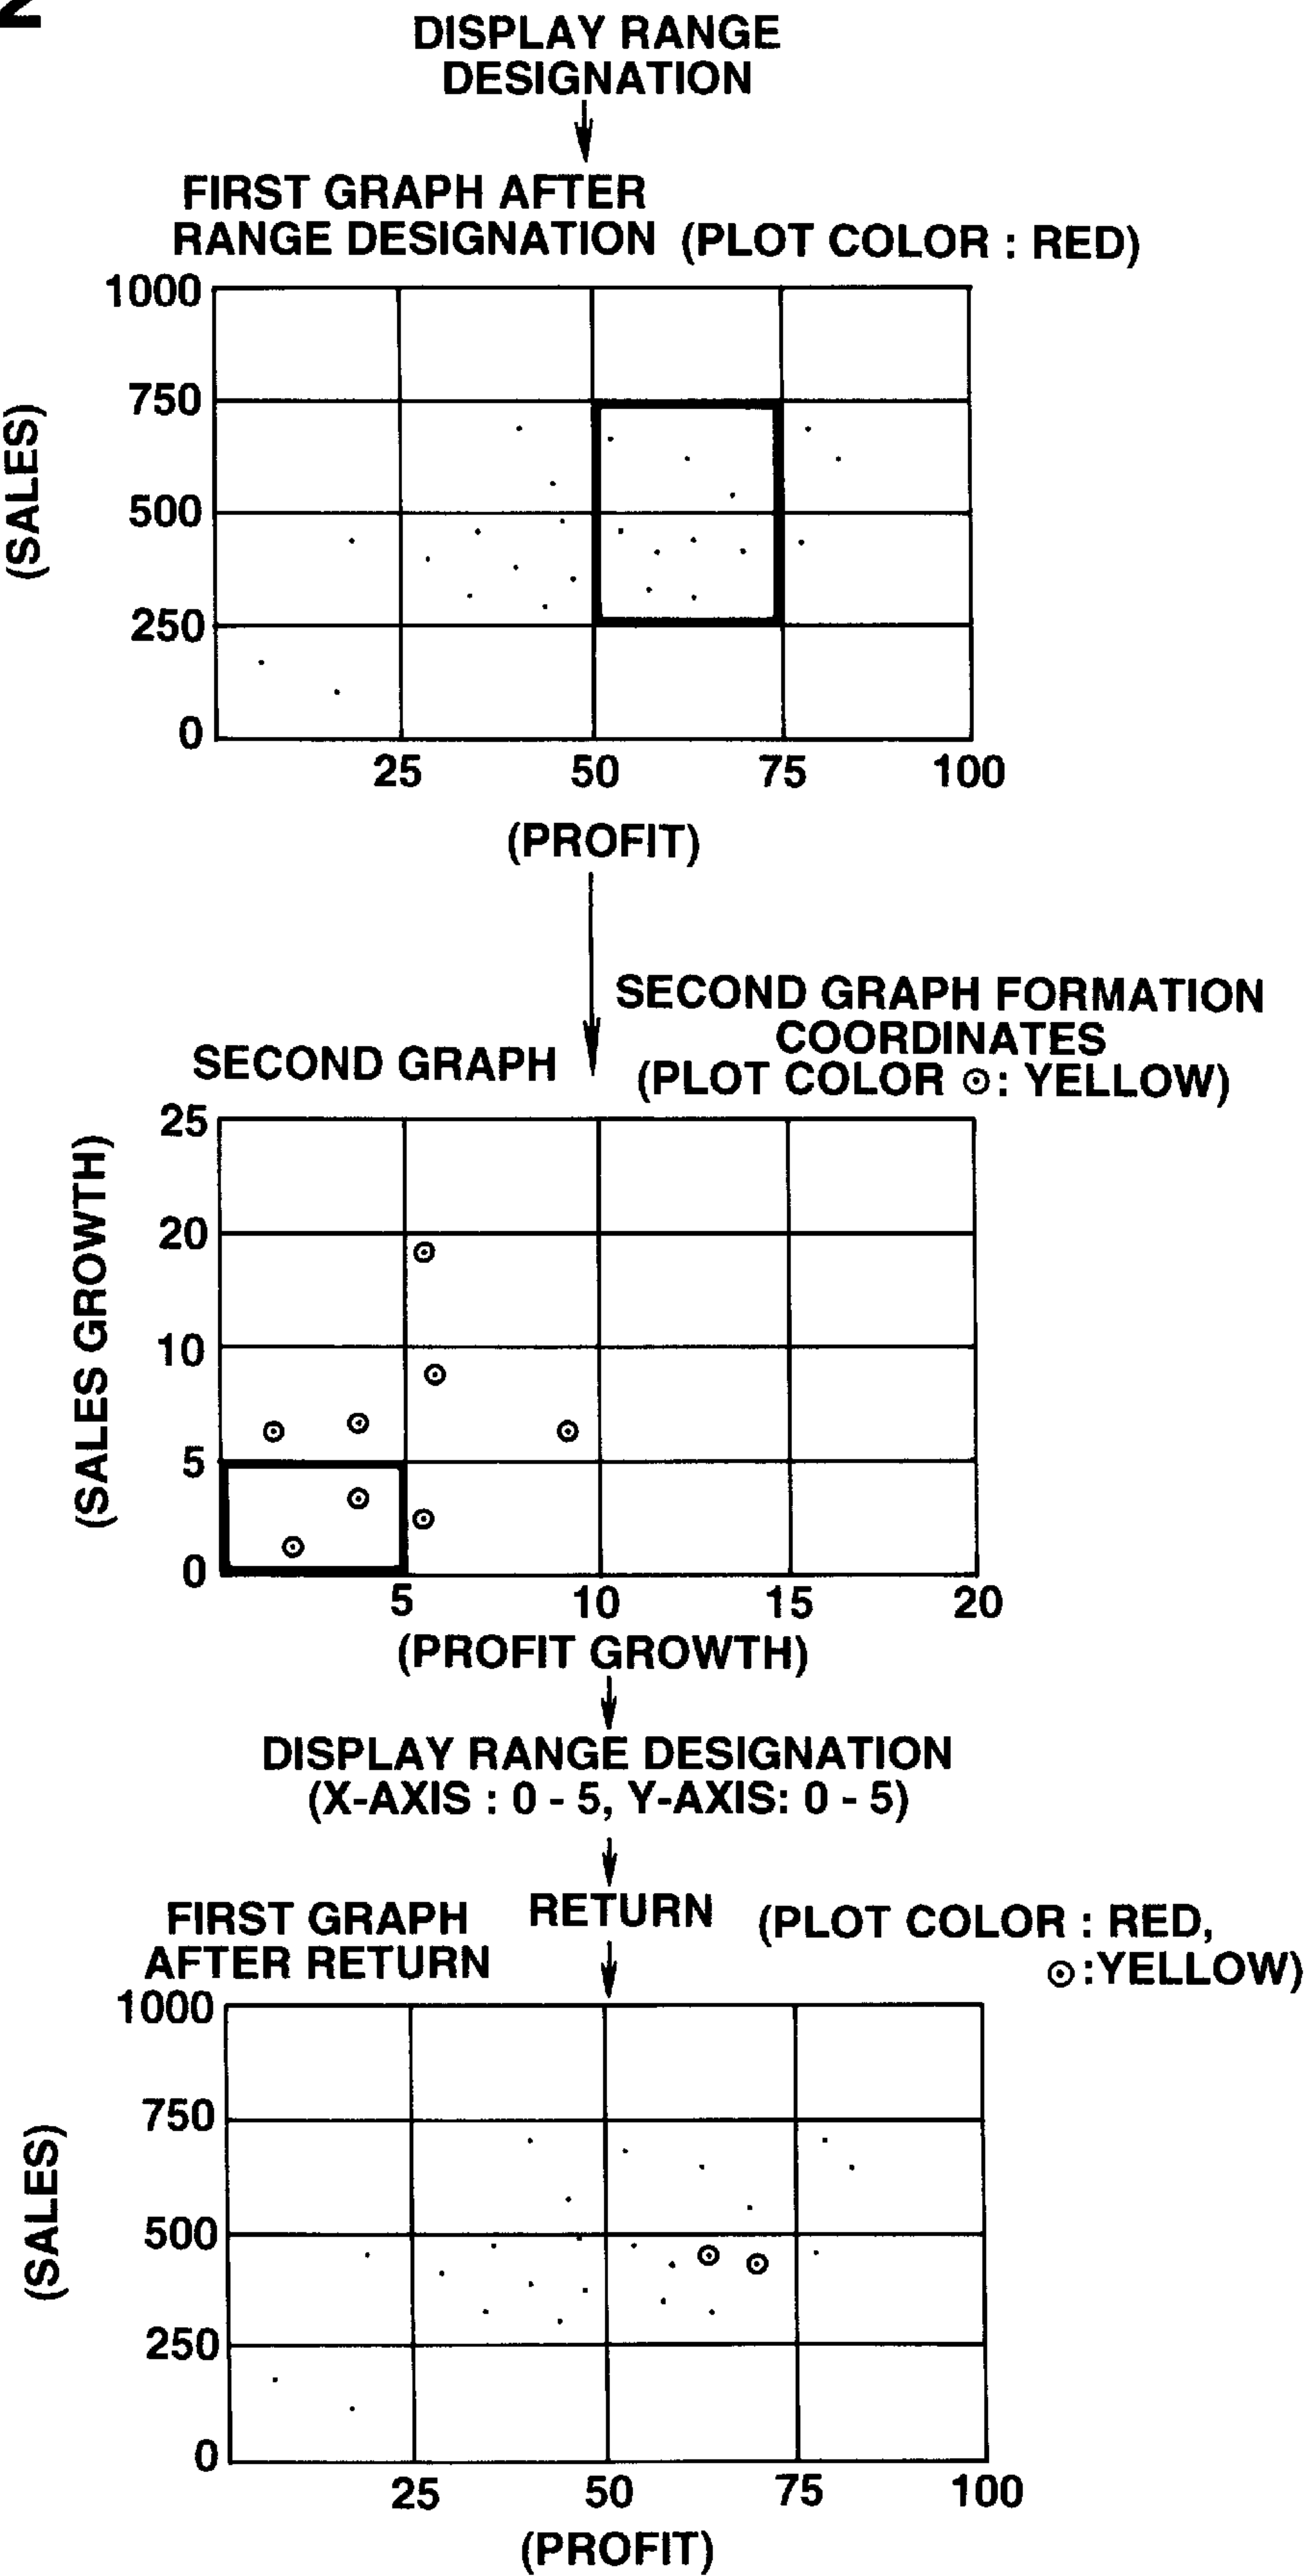 DISPLAY RANGE
DESIGNATION
FIRST GRAPH AFTER
RANGE DESIGNATION (PLOT COLOR : RED)
1000
750
500
250
0
(SALES)
25 50 75 100
(PROFIT)
SECOND GRAPH FORMATION
COORDINATES
SECOND GRAPH
(PLOT COLOR ⊙: YELLOW)
25
20
10
5
0
(SALES GROWTH)
5 10 15 20
(PROFIT GROWTH)
DISPLAY RANGE DESIGNATION
(X-AXIS : 0 - 5, Y-AXIS: 0 - 5)
RETURN
FIRST GRAPH
AFTER RETURN
(PLOT COLOR : RED,
⊙:YELLOW)
1000
750
500
250
0
(SALES)
25 50 75 100
(PROFIT)